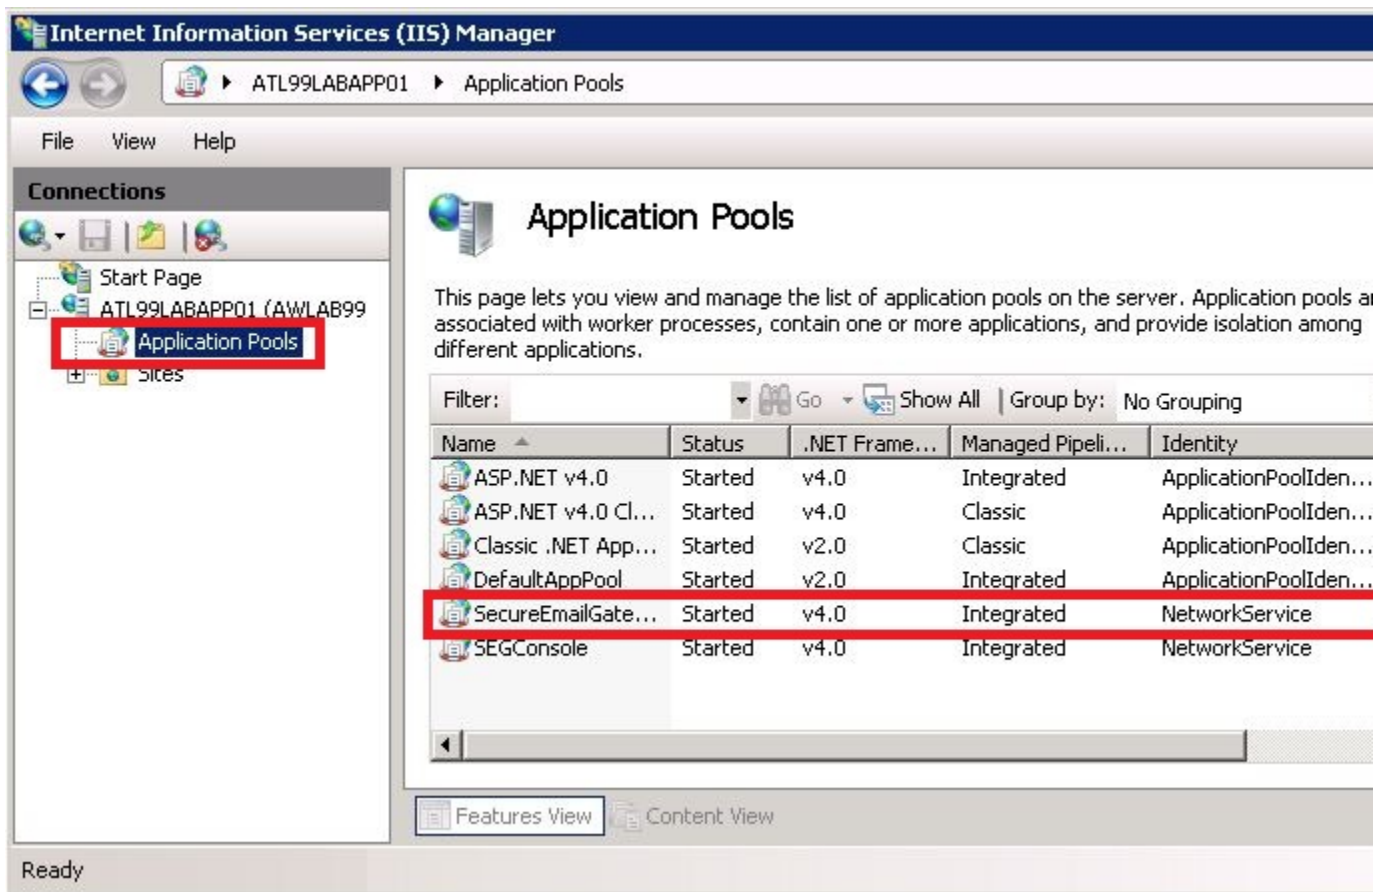 Internet Information Services (IIS) Manager
ATL99LABAPP01 Application Pools
File View Help
Connections
Start Page
ATL99LABAPP01 (AWLAB99
Application Pools
Sites
Application Pools
This page lets you view and manage the list of application pools on the server. Application pools ar
associated with worker processes, contain one or more applications, and provide isolation among
different applications.
Filter: Go Show All Group by: No Grouping
Name Status .NET Frame... Managed Pipeli... Identity
ASP.NET v4.0 Started v4.0 Integrated ApplicationPoolIden...
ASP.NET v4.0 Cl... Started v4.0 Classic ApplicationPoolIden...
Classic .NET App... Started v2.0 Classic ApplicationPoolIden...
DefaultAppPool Started v2.0 Integrated ApplicationPoolIden...
SecureEmailGate... Started v4.0 Integrated NetworkService
SEGConsole Started v4.0 Integrated NetworkService
Features View Content View
Ready